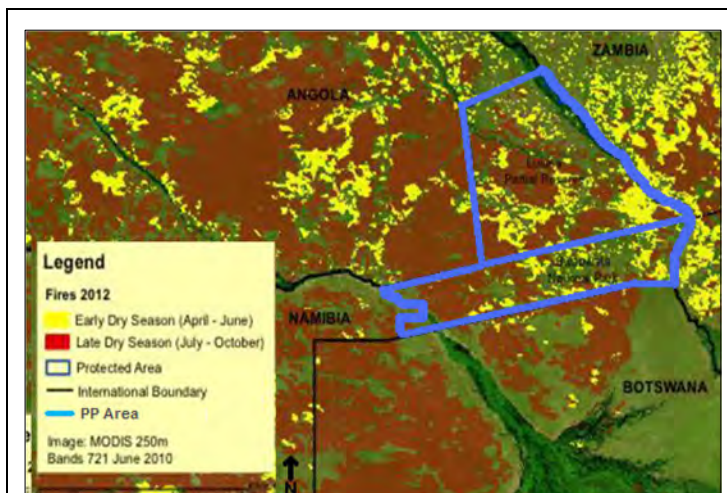 ZAMBIA
ANGOLA
Partial Reserve
National Park
NAMIBIA
BOTSWANA
Legend
Fires 2012
Early Dry Season (April - June)
Late Dry Season (July - October)
Protected Area
International Boundary
PP Area
Image: MODIS 250m
Bands 721 June 2010
N